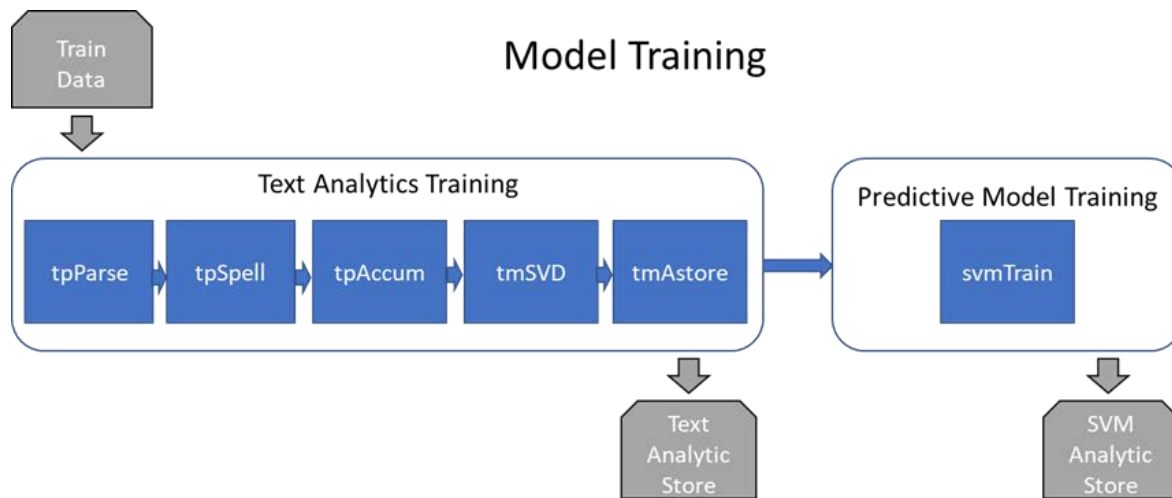 Train
Data
Model Training
Text Analytics Training
Predictive Model Training
tpParse
tpSpell
tpAccum
tmSVD
tmAstore
svmTrain
Text
Analytic
Store
SVM
Analytic
Store